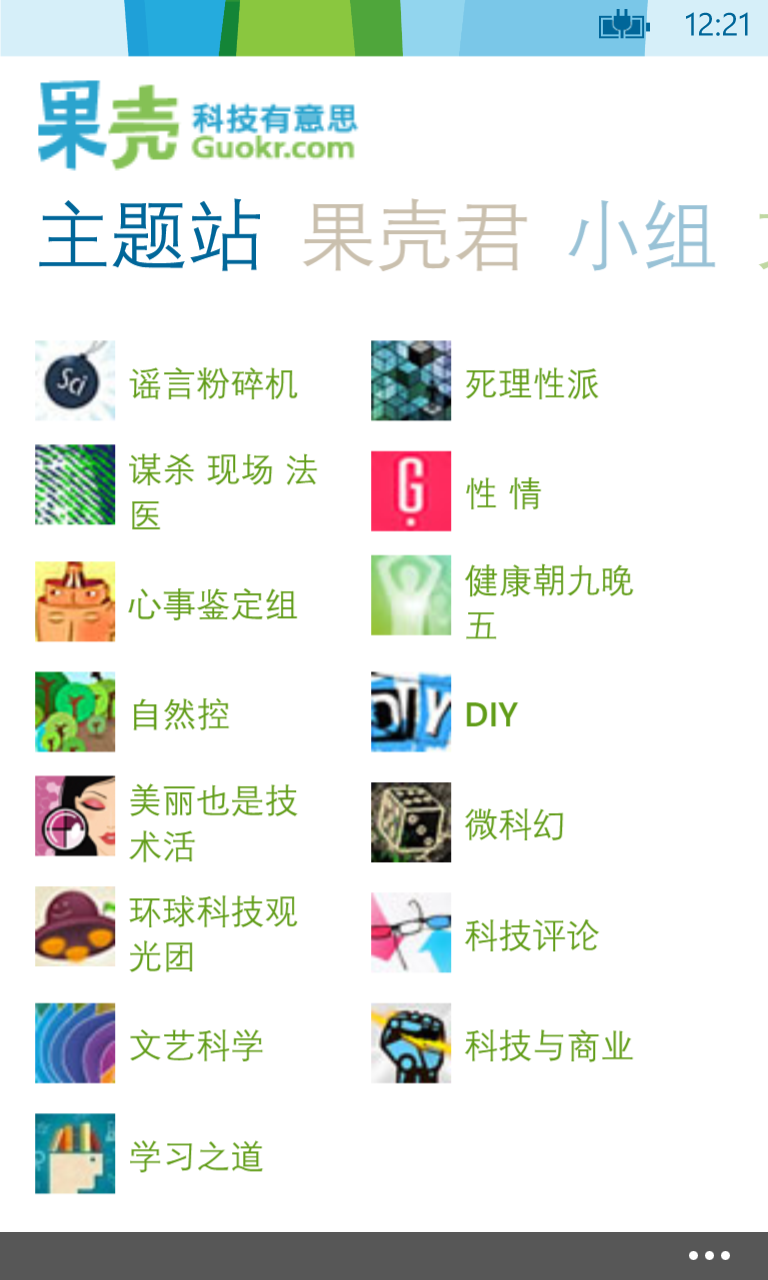 12:21
果壳 科技有意思
Guokr.com
主题站 果壳君 小组
Sci
谣言粉碎机
死理性派
谋杀 现场 法
医
G
性 情
心事鉴定组
健康朝九晚
五
自然控
DIY
DIY
美丽也是技
术活
微科幻
环球科技观
光团
科技评论
文艺科学
科技与商业
学习之道